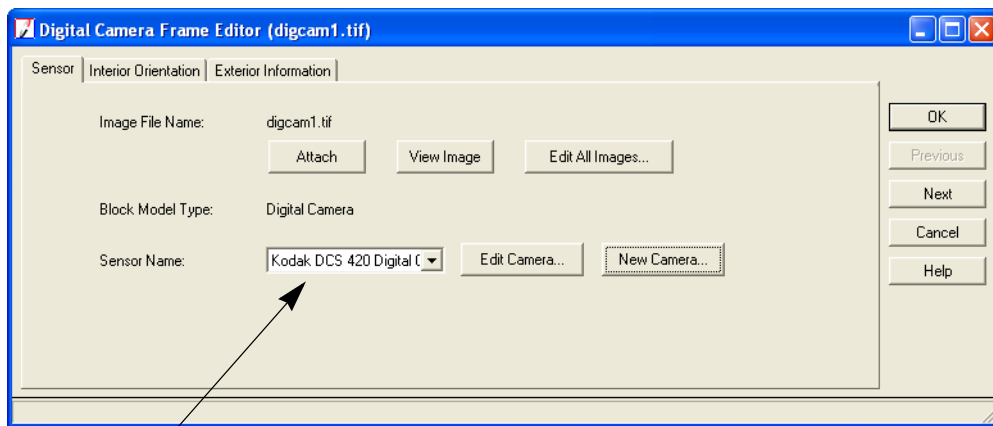 Digital Camera Frame Editor (digcam1.tif)
Sensor Interior Orientation Exterior Information
Image File Name: digcam1.tif
Attach View Image Edit All Images...
Block Model Type: Digital Camera
Sensor Name: Kodak DCS 420 Digital C Edit Camera... New Camera...
OK
Previous
Next
Cancel
Help